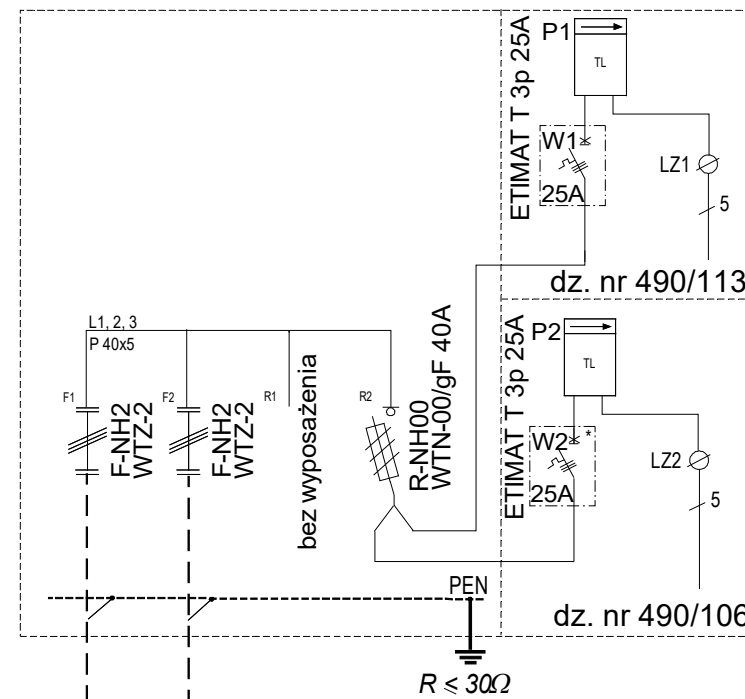 ETIMAT T 3p 25A
P1
TL
W1
25A
LZ1
5
dz. nr 490/113
L1, 2, 3
P 40x5
F1
F-NH2
WTZ-2
F2
F-NH2
WTZ-2
R1
bez wyposażenia
R2
R-NH00
WTN-00/gF 40A
ETIMAT T 3p 25A
P2
TL
W2 *
25A
LZ2
5
PEN
dz. nr 490/106
R ≤ 30Ω